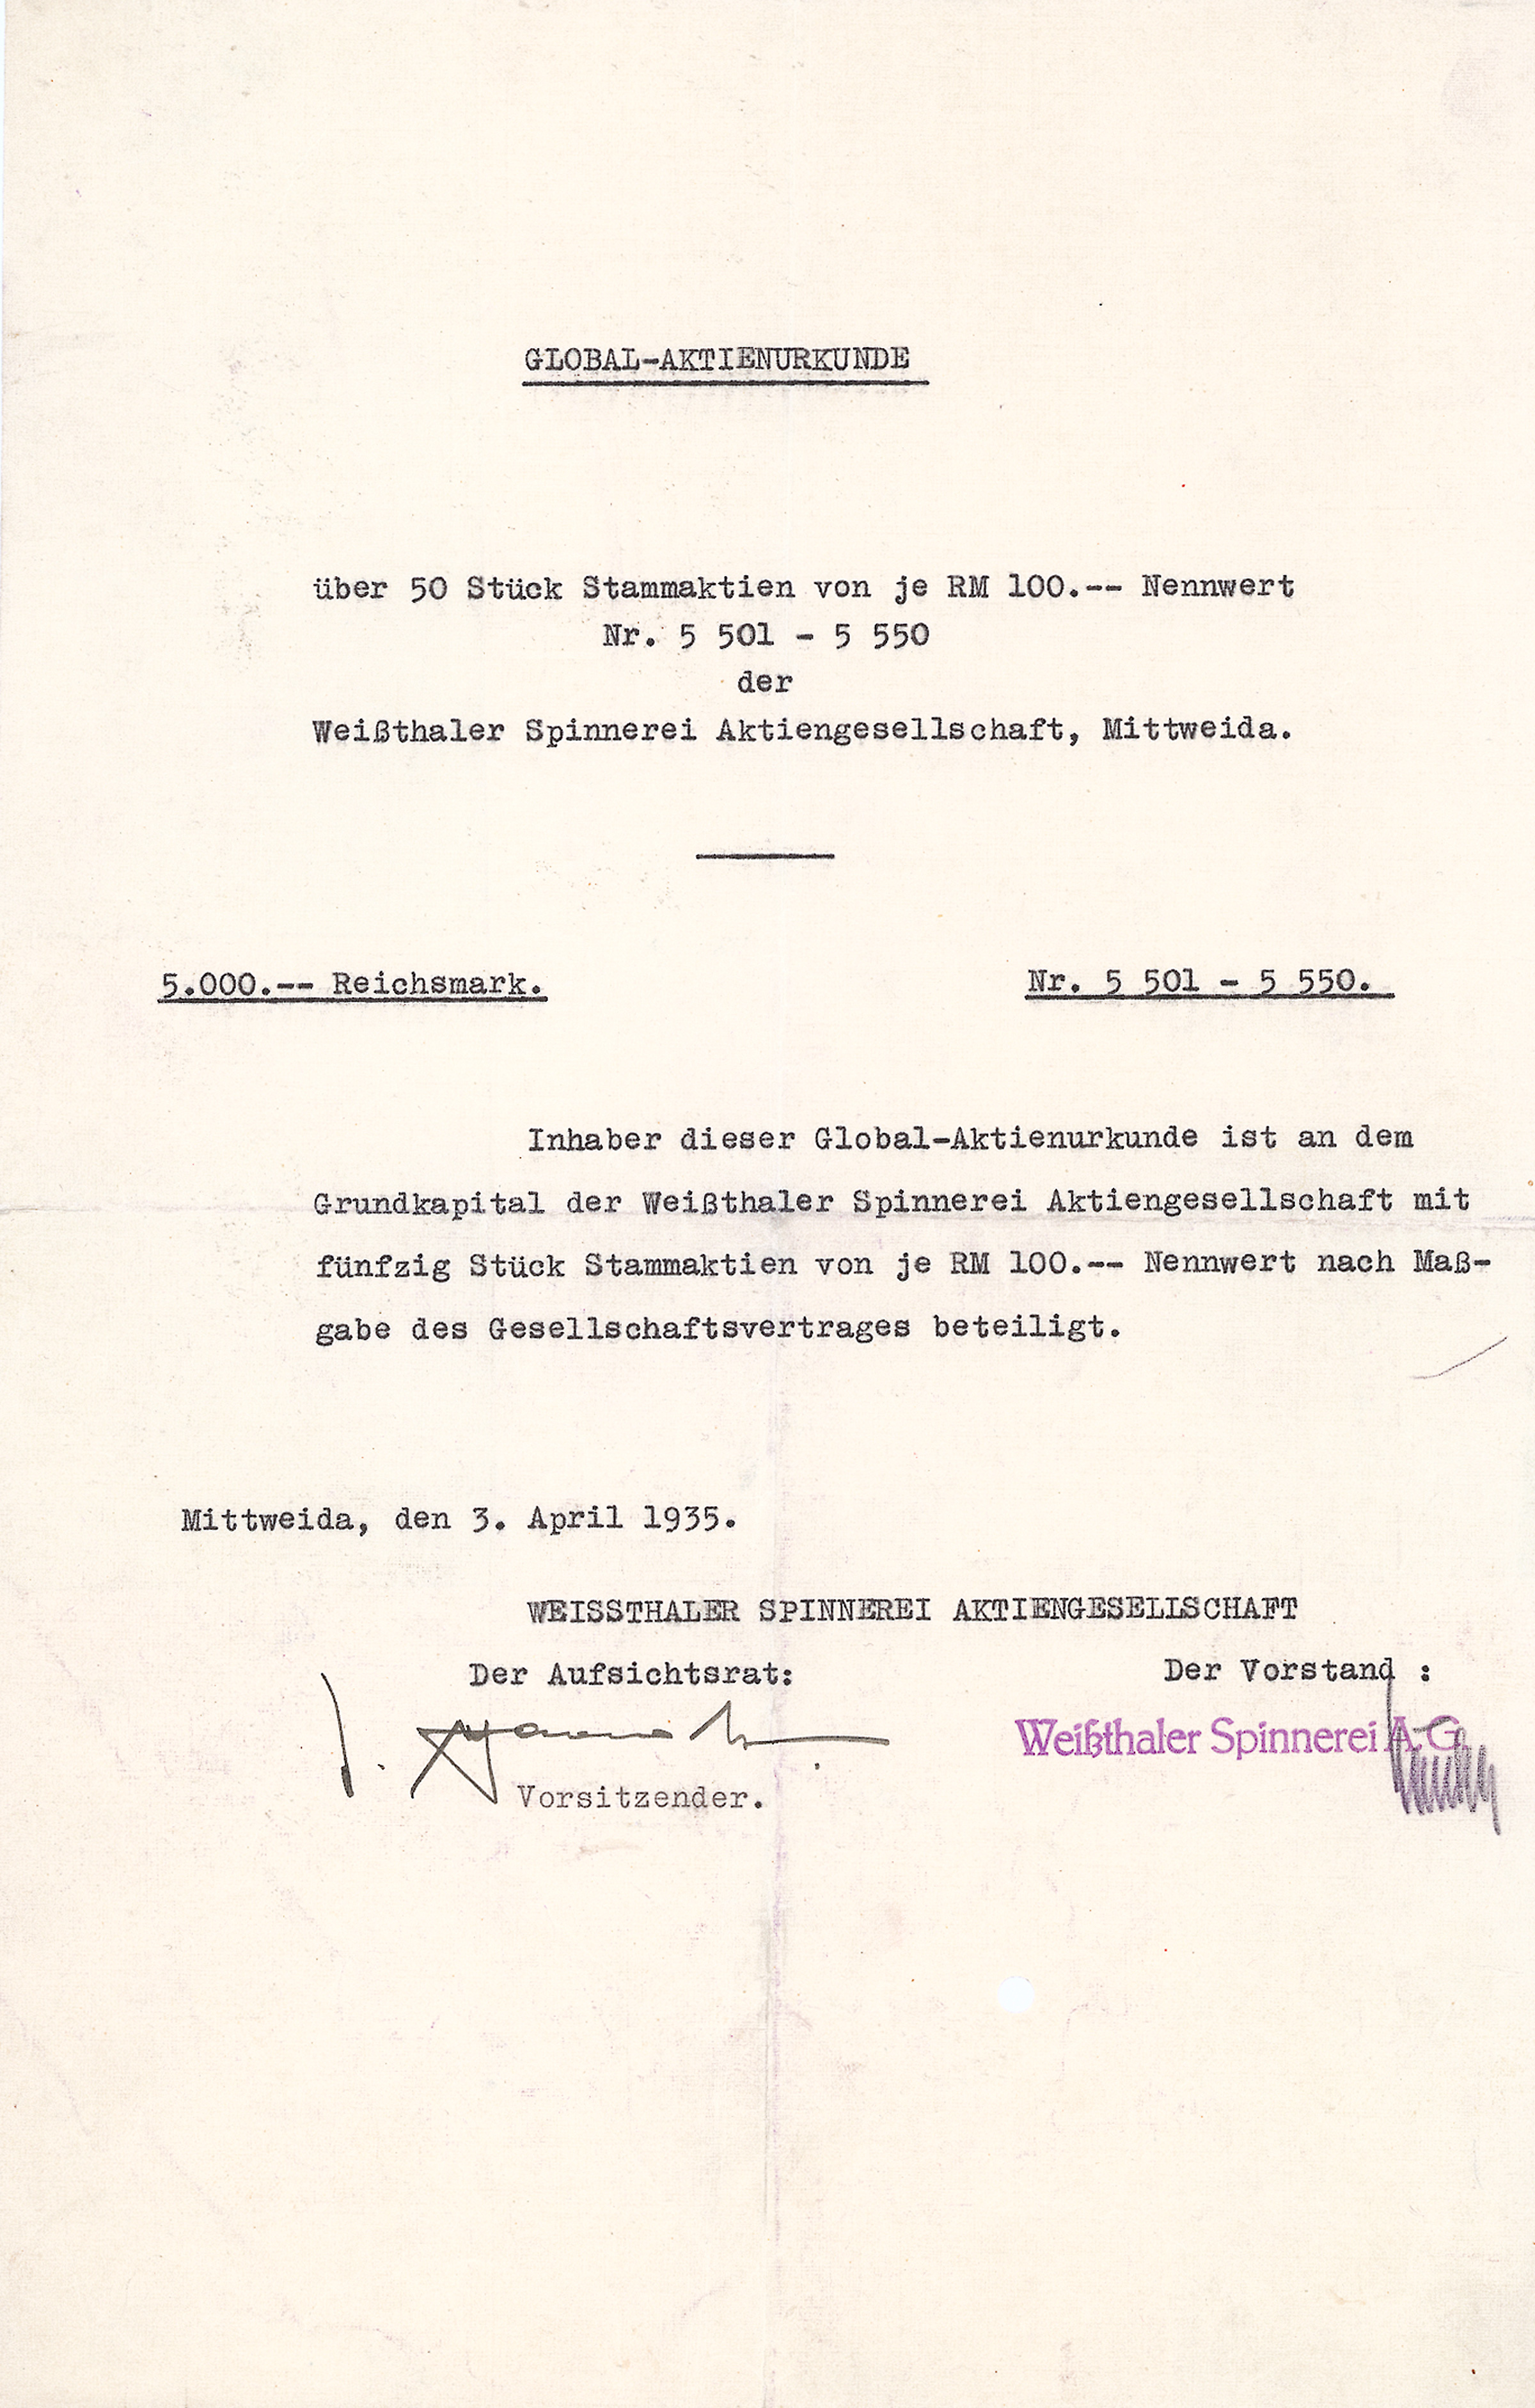 GLOBAL-AKTIENURKUNDE
über 50 Stück Stammaktien von je RM 100.-- Nennwert
Nr. 5 501 - 5 550
der
Weißthaler Spinnerei Aktiengesellschaft, Mittweida.
5.000.-- Reichsmark. Nr. 5 501 - 5 550.
Inhaber dieser Global-Aktienurkunde ist an dem
Grundkapital der Weißthaler Spinnerei Aktiengesellschaft mit
fünfzig Stück Stammaktien von je RM 100.-- Nennwert nach Maß-
gabe des Gesellschaftsvertrages beteiligt.
Mittweida, den 3. April 1935.
WEISSTHALER SPINNEREI AKTIENGESELLSCHAFT
Der Aufsichtsrat: Der Vorstand :
Weißthaler Spinnerei A.G.
Vorsitzender.